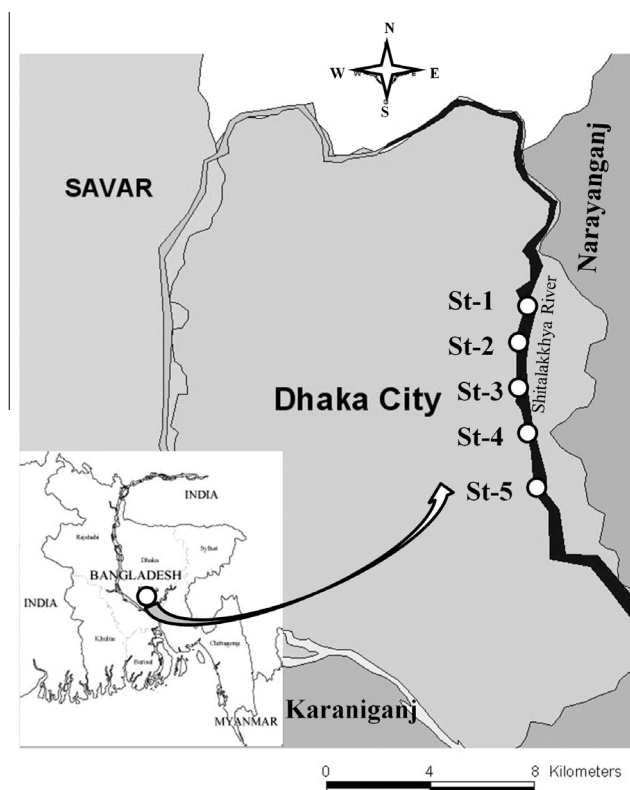 N
W E
S
SAVAR
Narayanganj
St-1
Shitalakkhya River
St-2
Dhaka City
St-3
St-4
St-5
INDIA
Rajshahi
Dhaka
Sylhet
BANGLADESH
INDIA
Khulna
Barisal
Chittagong
MYANMAR
Karaniganj
0 4 8 Kilometers